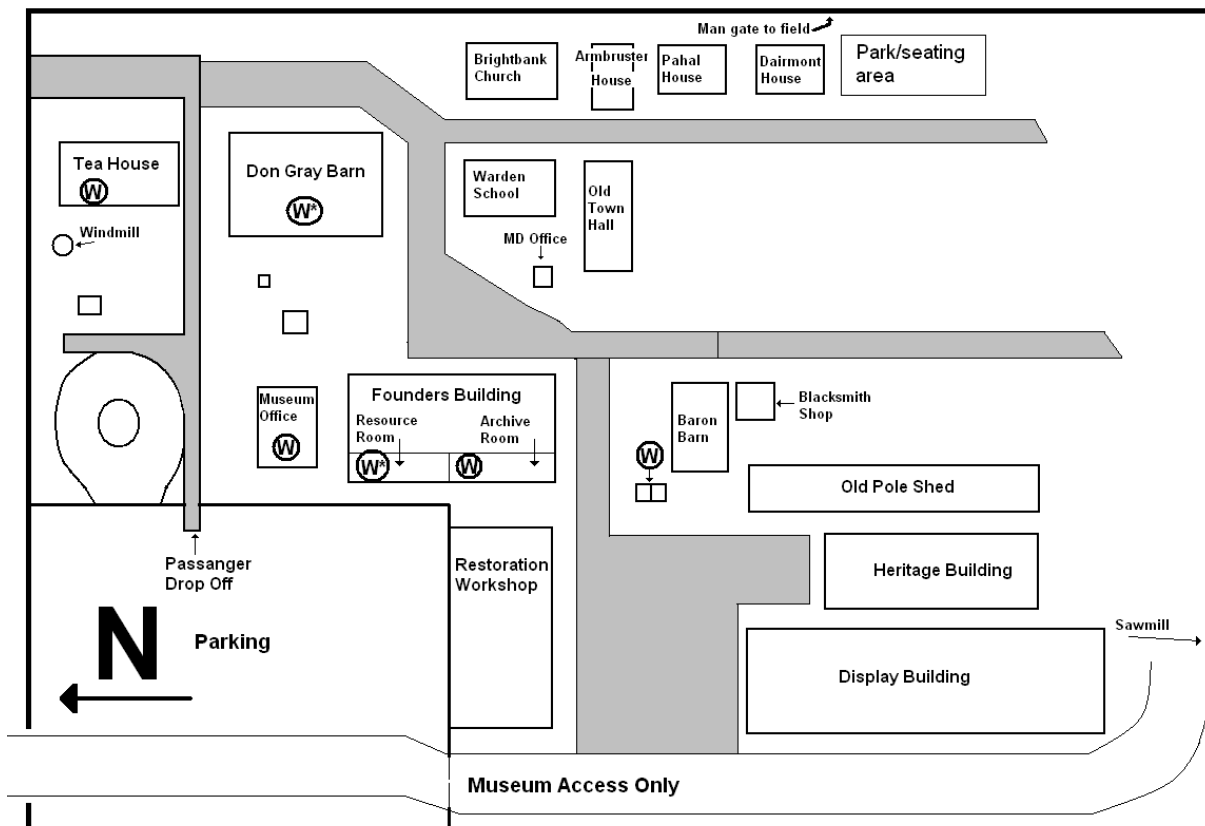 Man gate to field
Brightbank
Church
Armbruster
House
Pahal
House
Dairmont
House
Park/seating
area
Tea House
W
Don Gray Barn
W*
Warden
School
Old
Town
Hall
Windmill
MD Office
Museum
Office
W
Founders Building
Resource
Room
Archive
Room
W*
W
Baron
Barn
Blacksmith
Shop
W
Old Pole Shed
Passanger
Drop Off
Restoration
Workshop
Heritage Building
N
Parking
Sawmill
Display Building
Museum Access Only